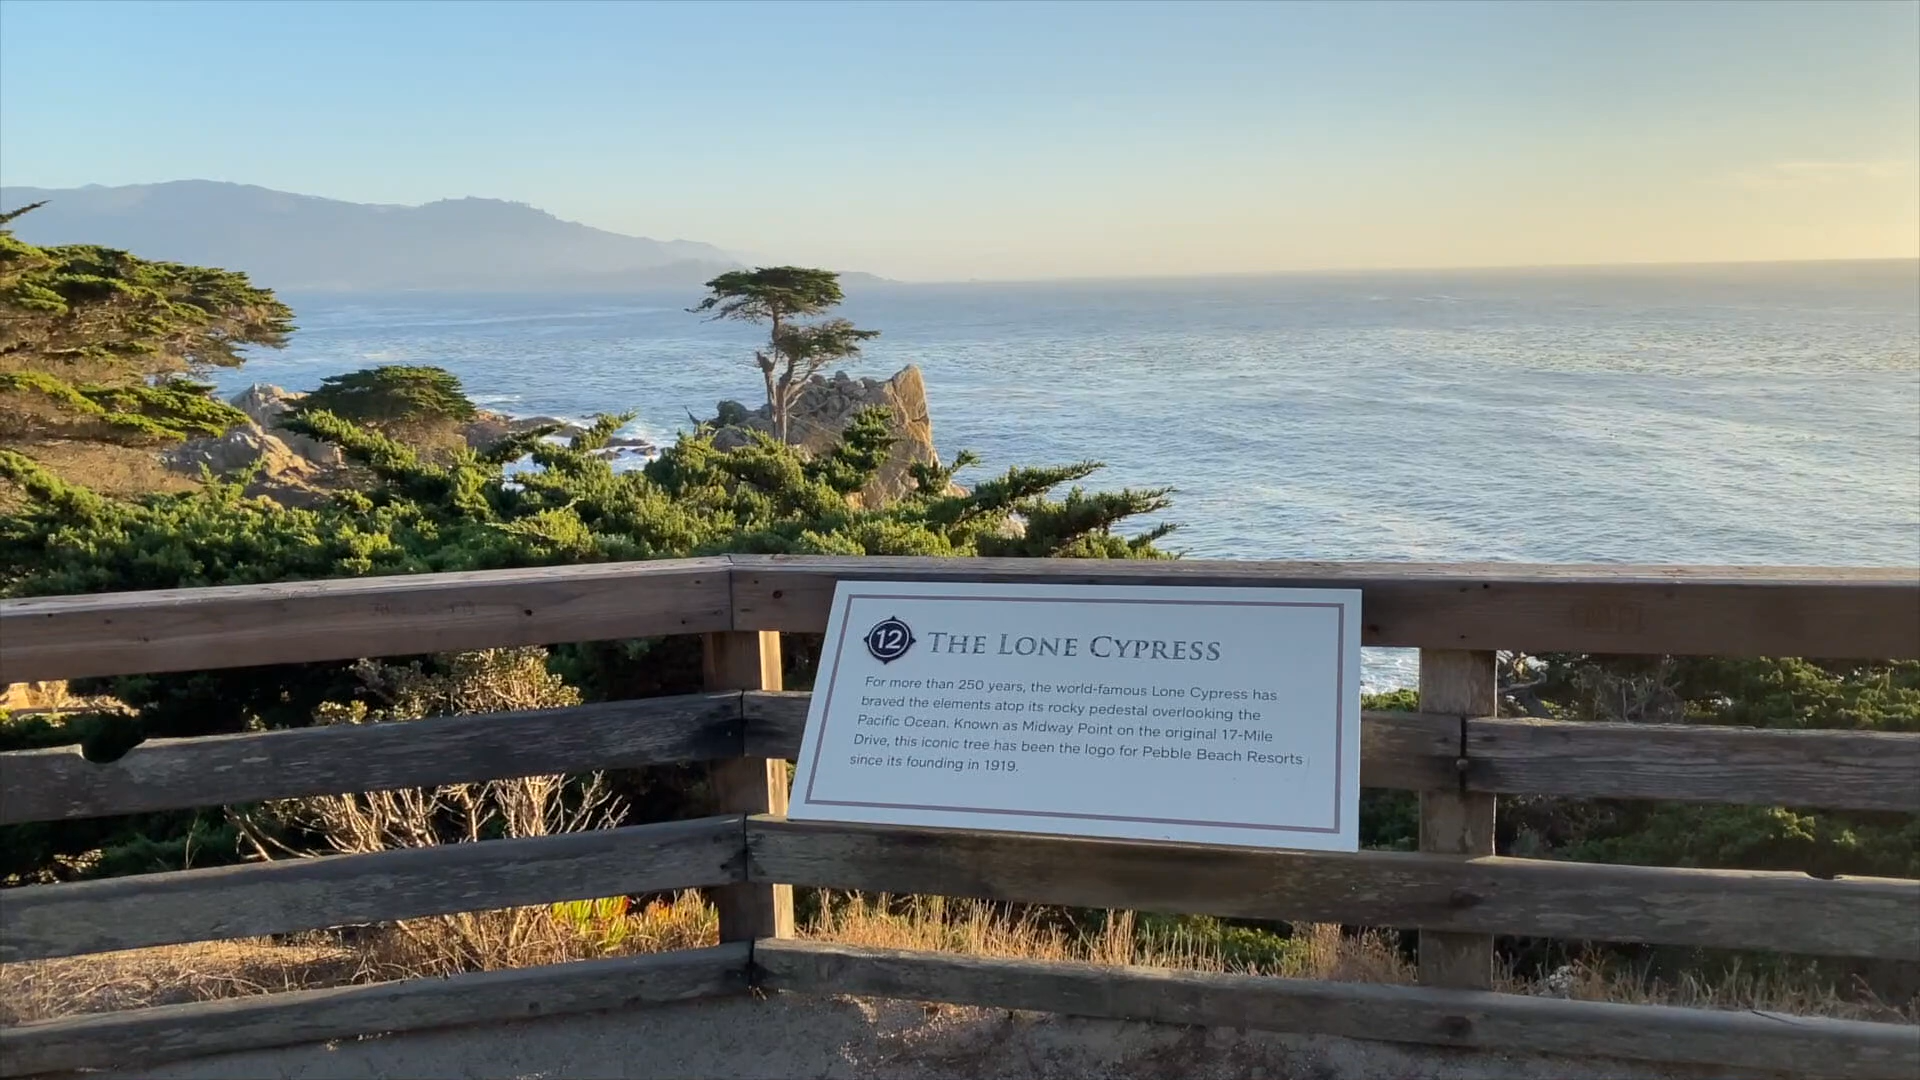 12 THE LONE CYPRESS
For more than 250 years, the world-famous Lone Cypress has
braved the elements atop its rocky pedestal overlooking the
Pacific Ocean. Known as Midway Point on the original 17-Mile
Drive, this iconic tree has been the logo for Pebble Beach Resorts
since its founding in 1919.